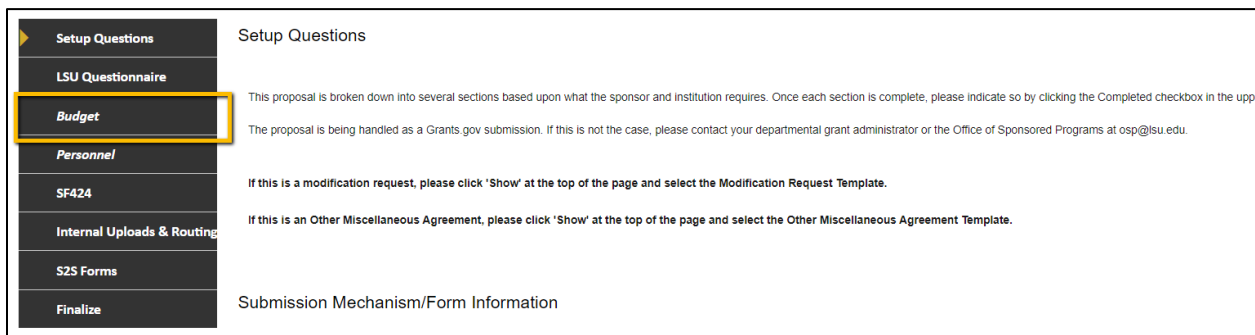 Setup Questions
LSU Questionnaire
Budget
Personnel
SF424
Internal Uploads & Routing
S2S Forms
Finalize
Setup Questions
This proposal is broken down into several sections based upon what the sponsor and institution requires. Once each section is complete, please indicate so by clicking the Completed checkbox in the upp
The proposal is being handled as a Grants.gov submission. If this is not the case, please contact your departmental grant administrator or the Office of Sponsored Programs at osp@lsu.edu.
If this is a modification request, please click 'Show' at the top of the page and select the Modification Request Template.
If this is an Other Miscellaneous Agreement, please click 'Show' at the top of the page and select the Other Miscellaneous Agreement Template.
Submission Mechanism/Form Information